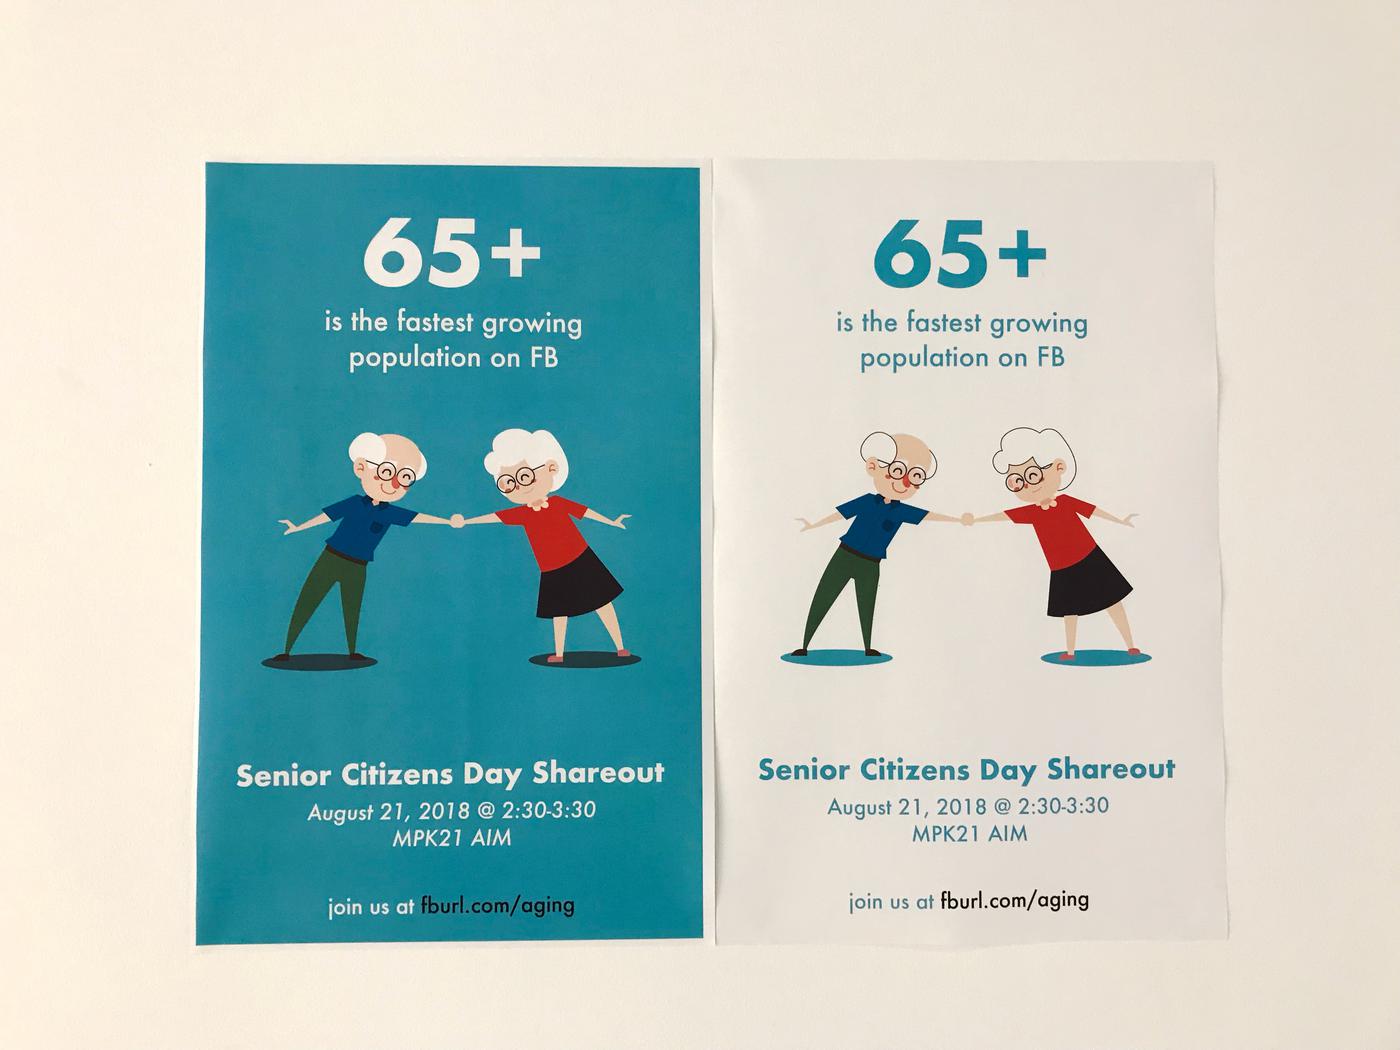 65+
is the fastest growing
population on FB
Senior Citizens Day Shareout
August 21, 2018 @ 2:30-3:30
MPK21 AIM
join us at fburl.com/aging
65+
is the fastest growing
population on FB
Senior Citizens Day Shareout
August 21, 2018 @ 2:30-3:30
MPK21 AIM
join us at fburl.com/aging